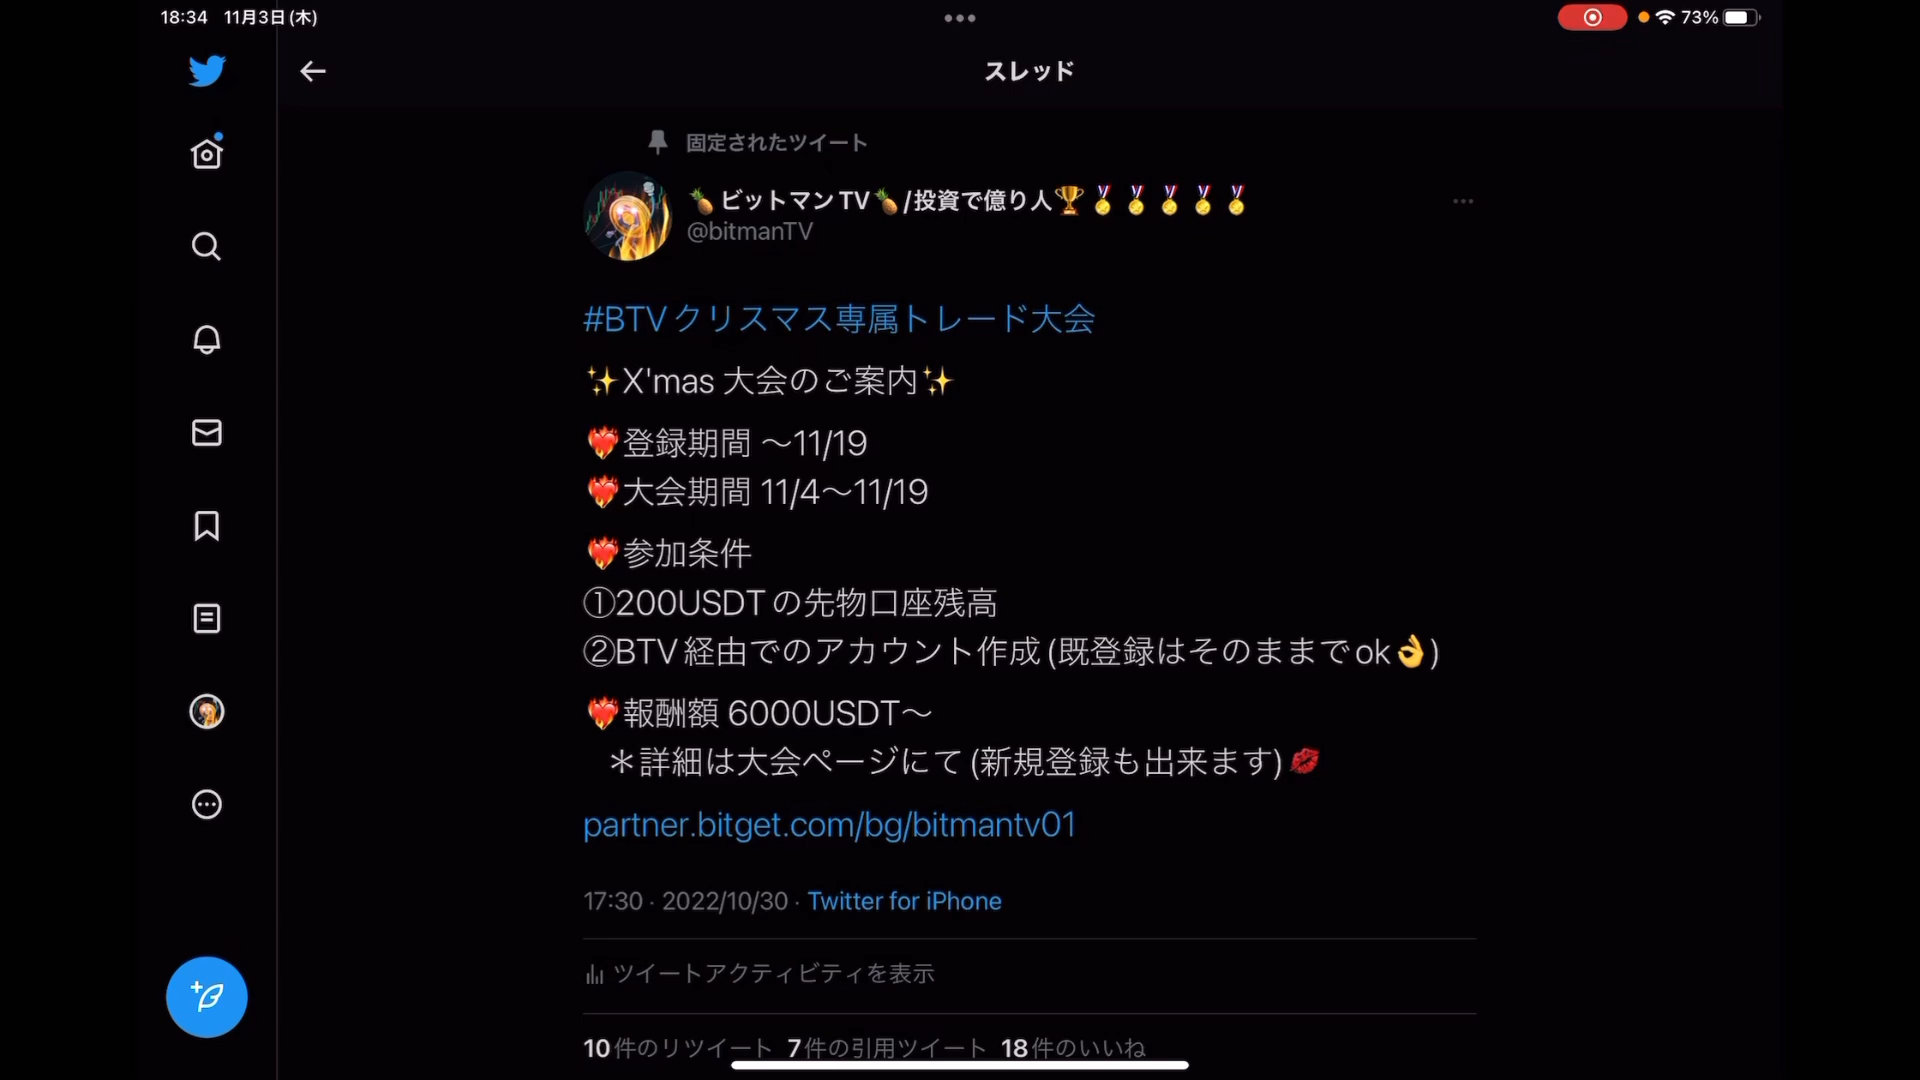 18:34 11月3日(木)
73%
スレッド
固定されたツイート
🍍ビットマンTV🍍/投資で億り人🏆🏅🏅🏅🏅🏅
@bitmanTV
#BTVクリスマス専属トレード大会
✨X'mas 大会のご案内✨
❤️‍🔥登録期間 〜11/19
❤️‍🔥大会期間 11/4〜11/19
❤️‍🔥参加条件
①200USDTの先物口座残高
②BTV経由でのアカウント作成(既登録はそのままでok👌)
❤️‍🔥報酬額 6000USDT〜
＊詳細は大会ページにて(新規登録も出来ます)💋
partner.bitget.com/bg/bitmantv01
17:30 · 2022/10/30 · Twitter for iPhone
ツイートアクティビティを表示
10件のリツイート 7件の引用ツイート 18件のいいね